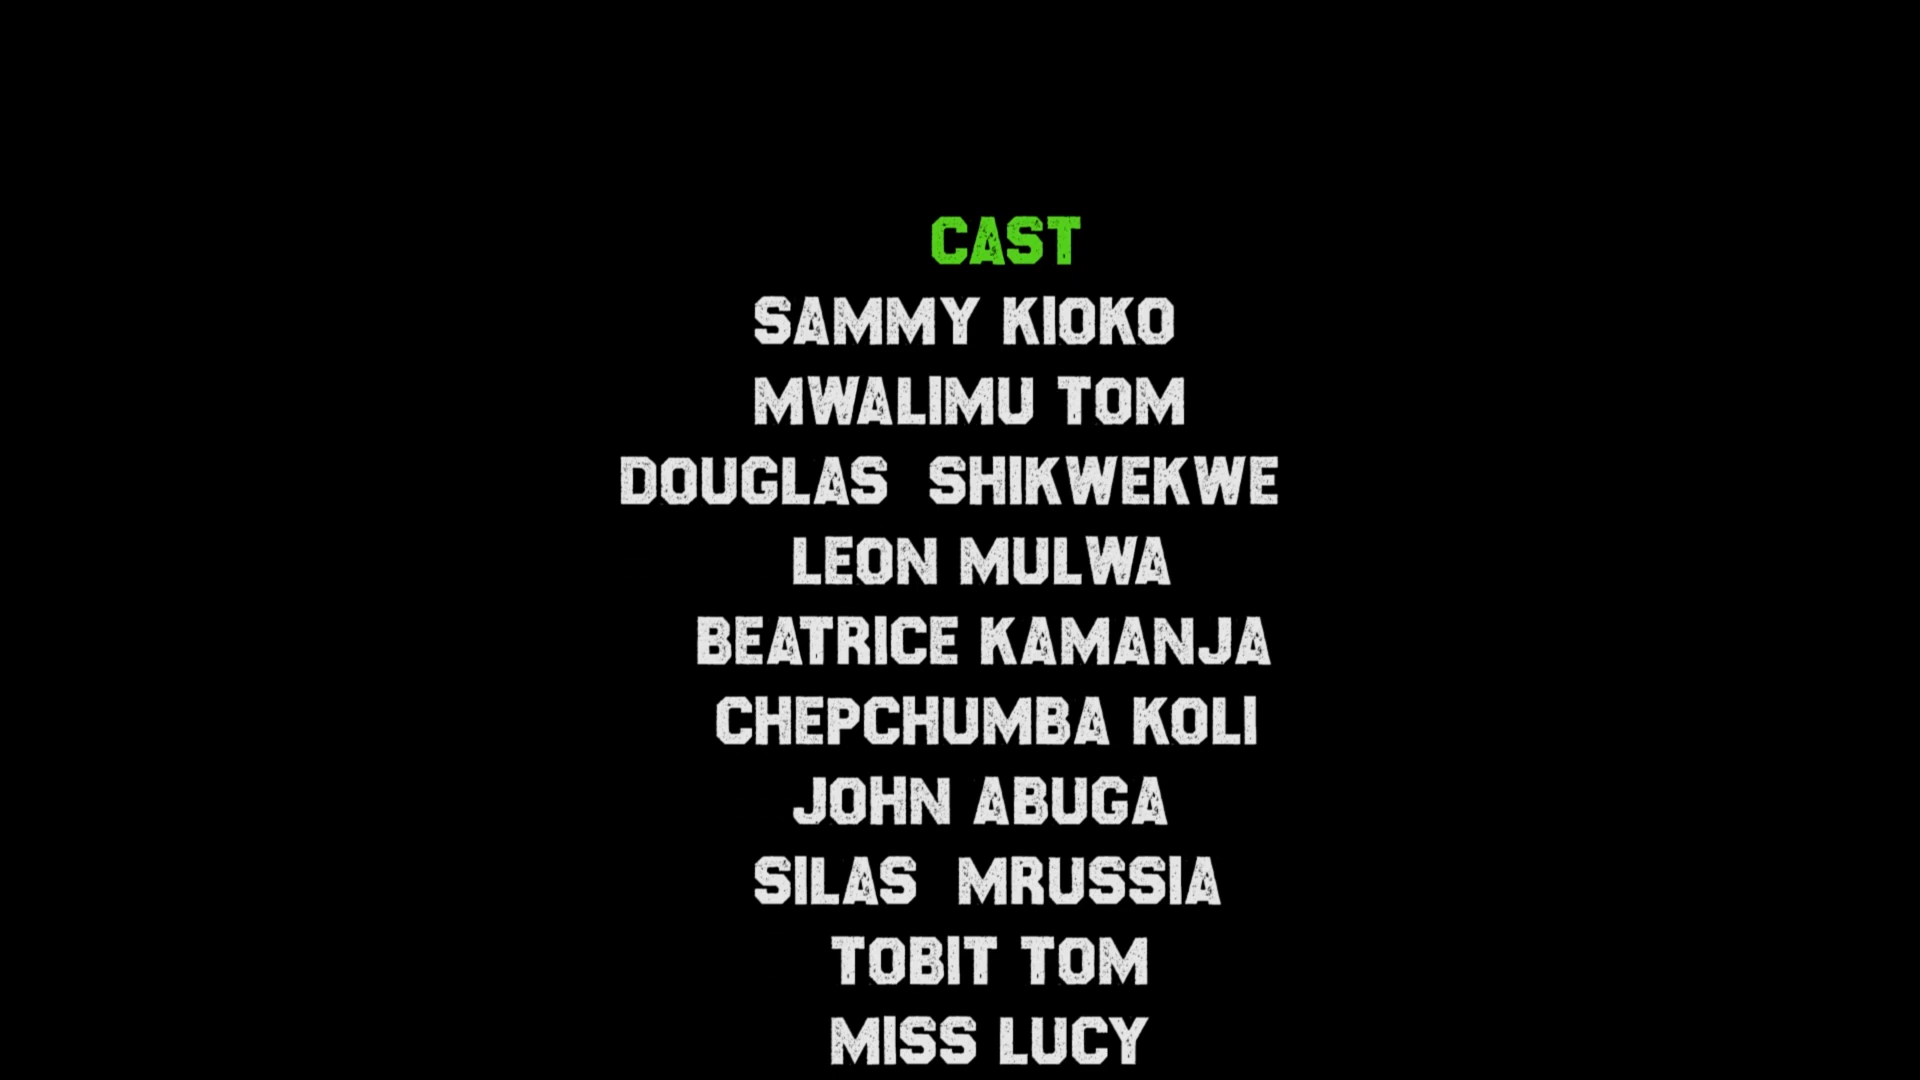 CAST
SAMMY KIOKO
MWALIMU TOM
DOUGLAS  SHIKWEKWE
LEON MULWA
BEATRICE KAMANJA
CHEPCHUMBA KOLI
JOHN ABUGA
SILAS  MRUSSIA
TOBIT TOM
MISS LUCY